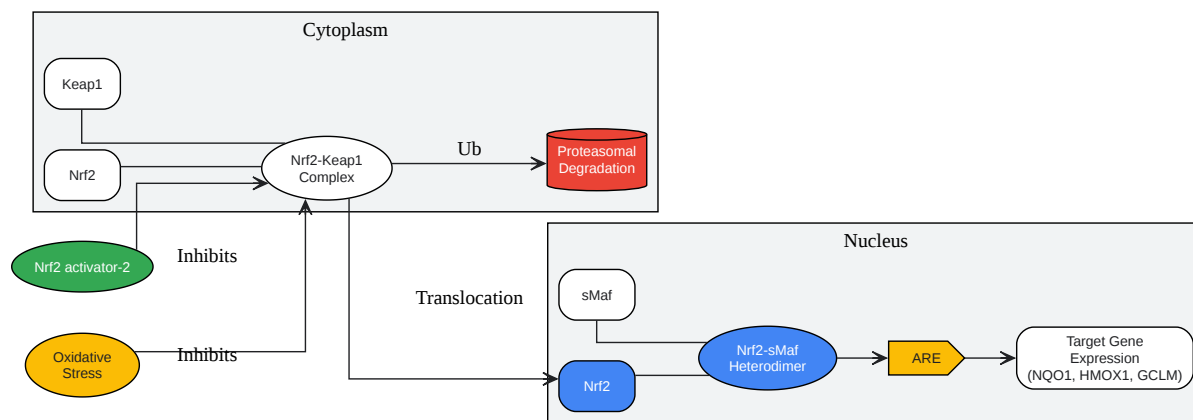 Cytoplasm
Keap1
Nrf2
Nrf2-Keap1
Complex
Ub
Proteasomal
Degradation
Nrf2 activator-2
Inhibits
Oxidative
Stress
Inhibits
Translocation
Nucleus
sMaf
Nrf2
Nrf2-sMaf
Heterodimer
ARE
Target Gene
Expression
(NQO1, HMOX1, GCLM)